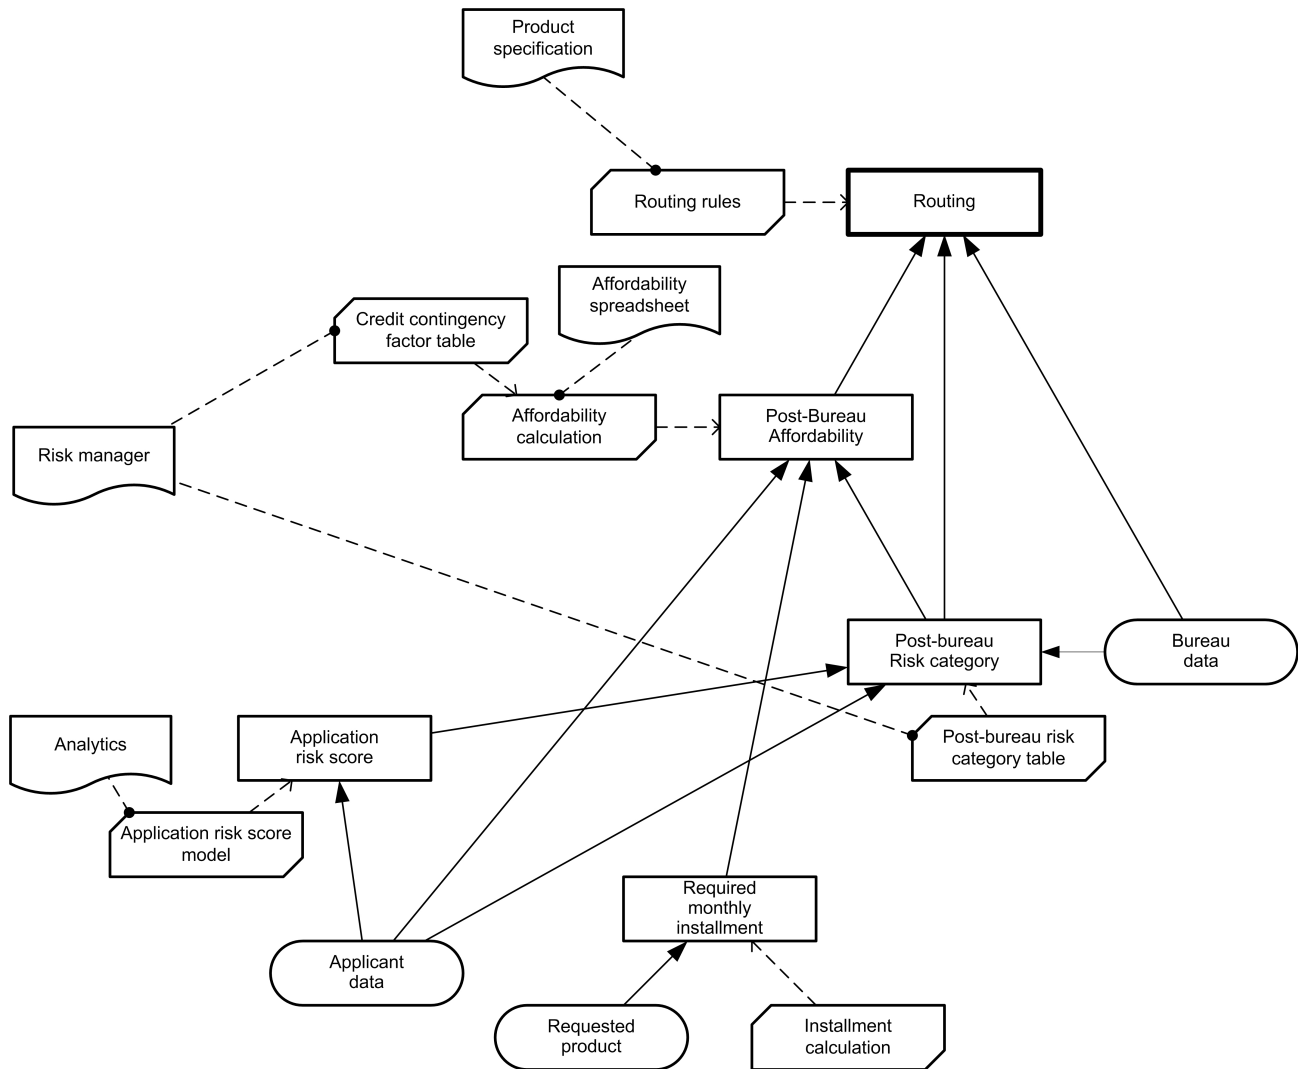 Product
specification
Routing rules
Routing
Affordability
spreadsheet
Credit contingency
factor table
Affordability
calculation
Post-Bureau
Affordability
Risk manager
Post-bureau
Risk category
Bureau
data
Analytics
Application
risk score
Post-bureau risk
category table
Application risk score
model
Required
monthly
installment
Applicant
data
Requested
product
Installment
calculation